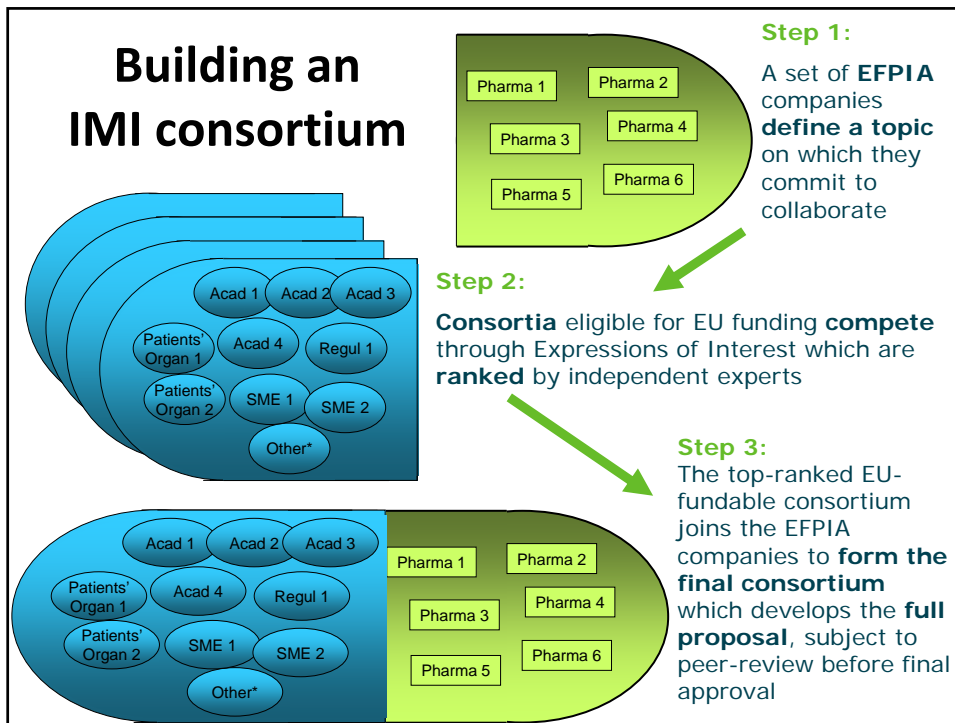 Building an
IMI consortium
Pharma 1
Pharma 2
Pharma 3
Pharma 4
Pharma 5
Pharma 6
Step 1:
A set of EFPIA
companies
define a topic
on which they
commit to
collaborate
Acad 1
Acad 2
Acad 3
Patients'
Organ 1
Acad 4
Regul 1
Patients'
Organ 2
SME 1
SME 2
Other*
Step 2:
Consortia eligible for EU funding compete
through Expressions of Interest which are
ranked by independent experts
Step 3:
The top-ranked EU-
fundable consortium
joins the EFPIA
companies to form the
final consortium
which develops the full
proposal, subject to
peer-review before final
approval
Acad 1
Acad 2
Acad 3
Patients'
Organ 1
Acad 4
Regul 1
Patients'
Organ 2
SME 1
SME 2
Other*
Pharma 1
Pharma 2
Pharma 3
Pharma 4
Pharma 5
Pharma 6